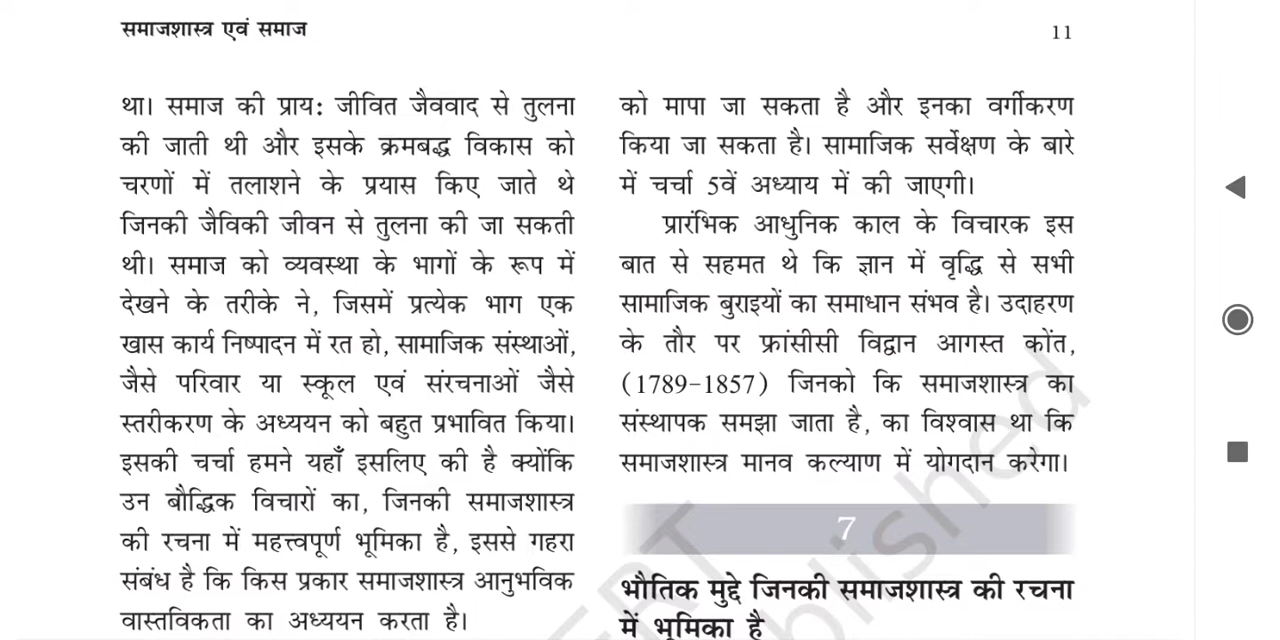 समाजशास्त्र एवं समाज
11
था। समाज की प्राय: जीवित जैववाद से तुलना
की जाती थी और इसके क्रमबद्ध विकास को
चरणों में तलाशने के प्रयास किए जाते थे
जिनकी जैविकी जीवन से तुलना की जा सकती
थी। समाज को व्यवस्था के भागों के रूप में
देखने के तरीके ने, जिसमें प्रत्येक भाग एक
खास कार्य निष्पादन में रत हो, सामाजिक संस्थाओं,
जैसे परिवार या स्कूल एवं संरचनाओं जैसे
स्तरीकरण के अध्ययन को बहुत प्रभावित किया।
इसकी चर्चा हमने यहाँ इसलिए की है क्योंकि
उन बौद्धिक विचारों का, जिनकी समाजशास्त्र
की रचना में महत्त्वपूर्ण भूमिका है, इससे गहरा
संबंध है कि किस प्रकार समाजशास्त्र आनुभविक
वास्तविकता का अध्ययन करता है।
को मापा जा सकता है और इनका वर्गीकरण
किया जा सकता है। सामाजिक सर्वेक्षण के बारे
में चर्चा 5वें अध्याय में की जाएगी।
प्रारंभिक आधुनिक काल के विचारक इस
बात से सहमत थे कि ज्ञान में वृद्धि से सभी
सामाजिक बुराइयों का समाधान संभव है। उदाहरण
के तौर पर फ्रांसीसी विद्वान आगस्त कोंत,
(1789–1857) जिनको कि समाजशास्त्र का
संस्थापक समझा जाता है, का विश्वास था कि
समाजशास्त्र मानव कल्याण में योगदान करेगा।
7
भौतिक मुद्दे जिनकी समाजशास्त्र की रचना
में भूमिका है